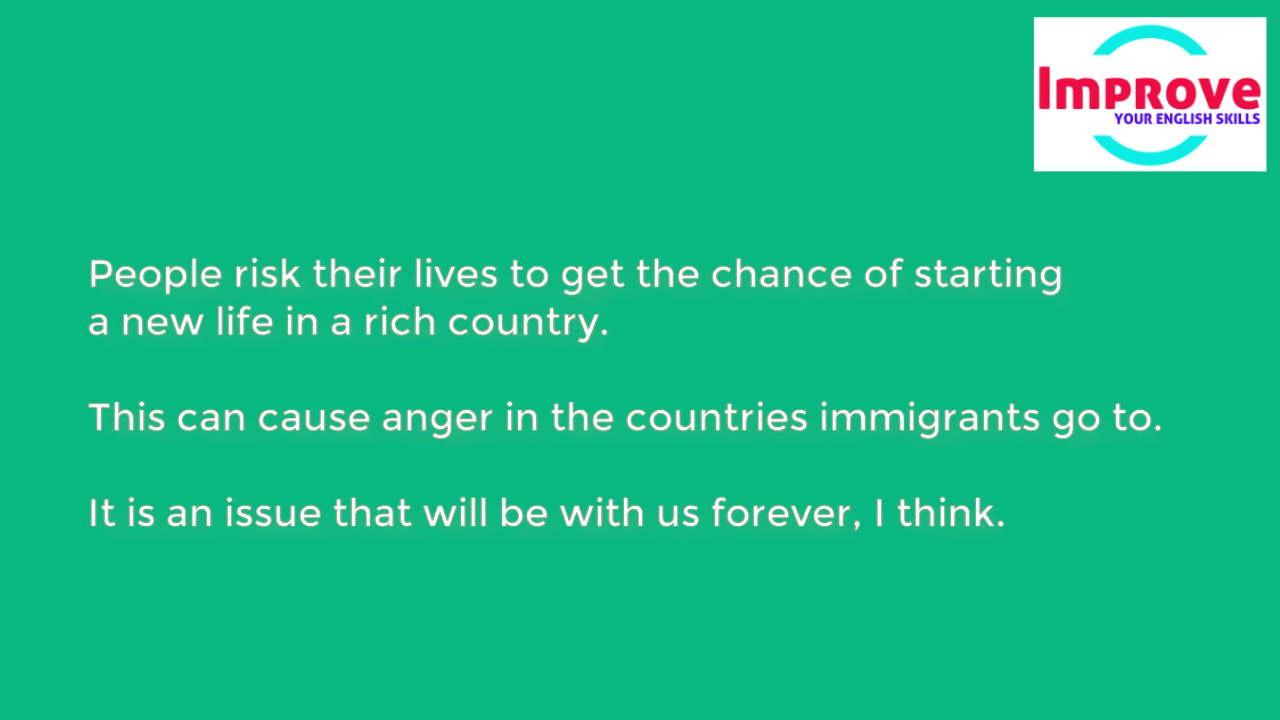 Improve
YOUR ENGLISH SKILLS
People risk their lives to get the chance of starting
a new life in a rich country.
This can cause anger in the countries immigrants go to.
It is an issue that will be with us forever, I think.